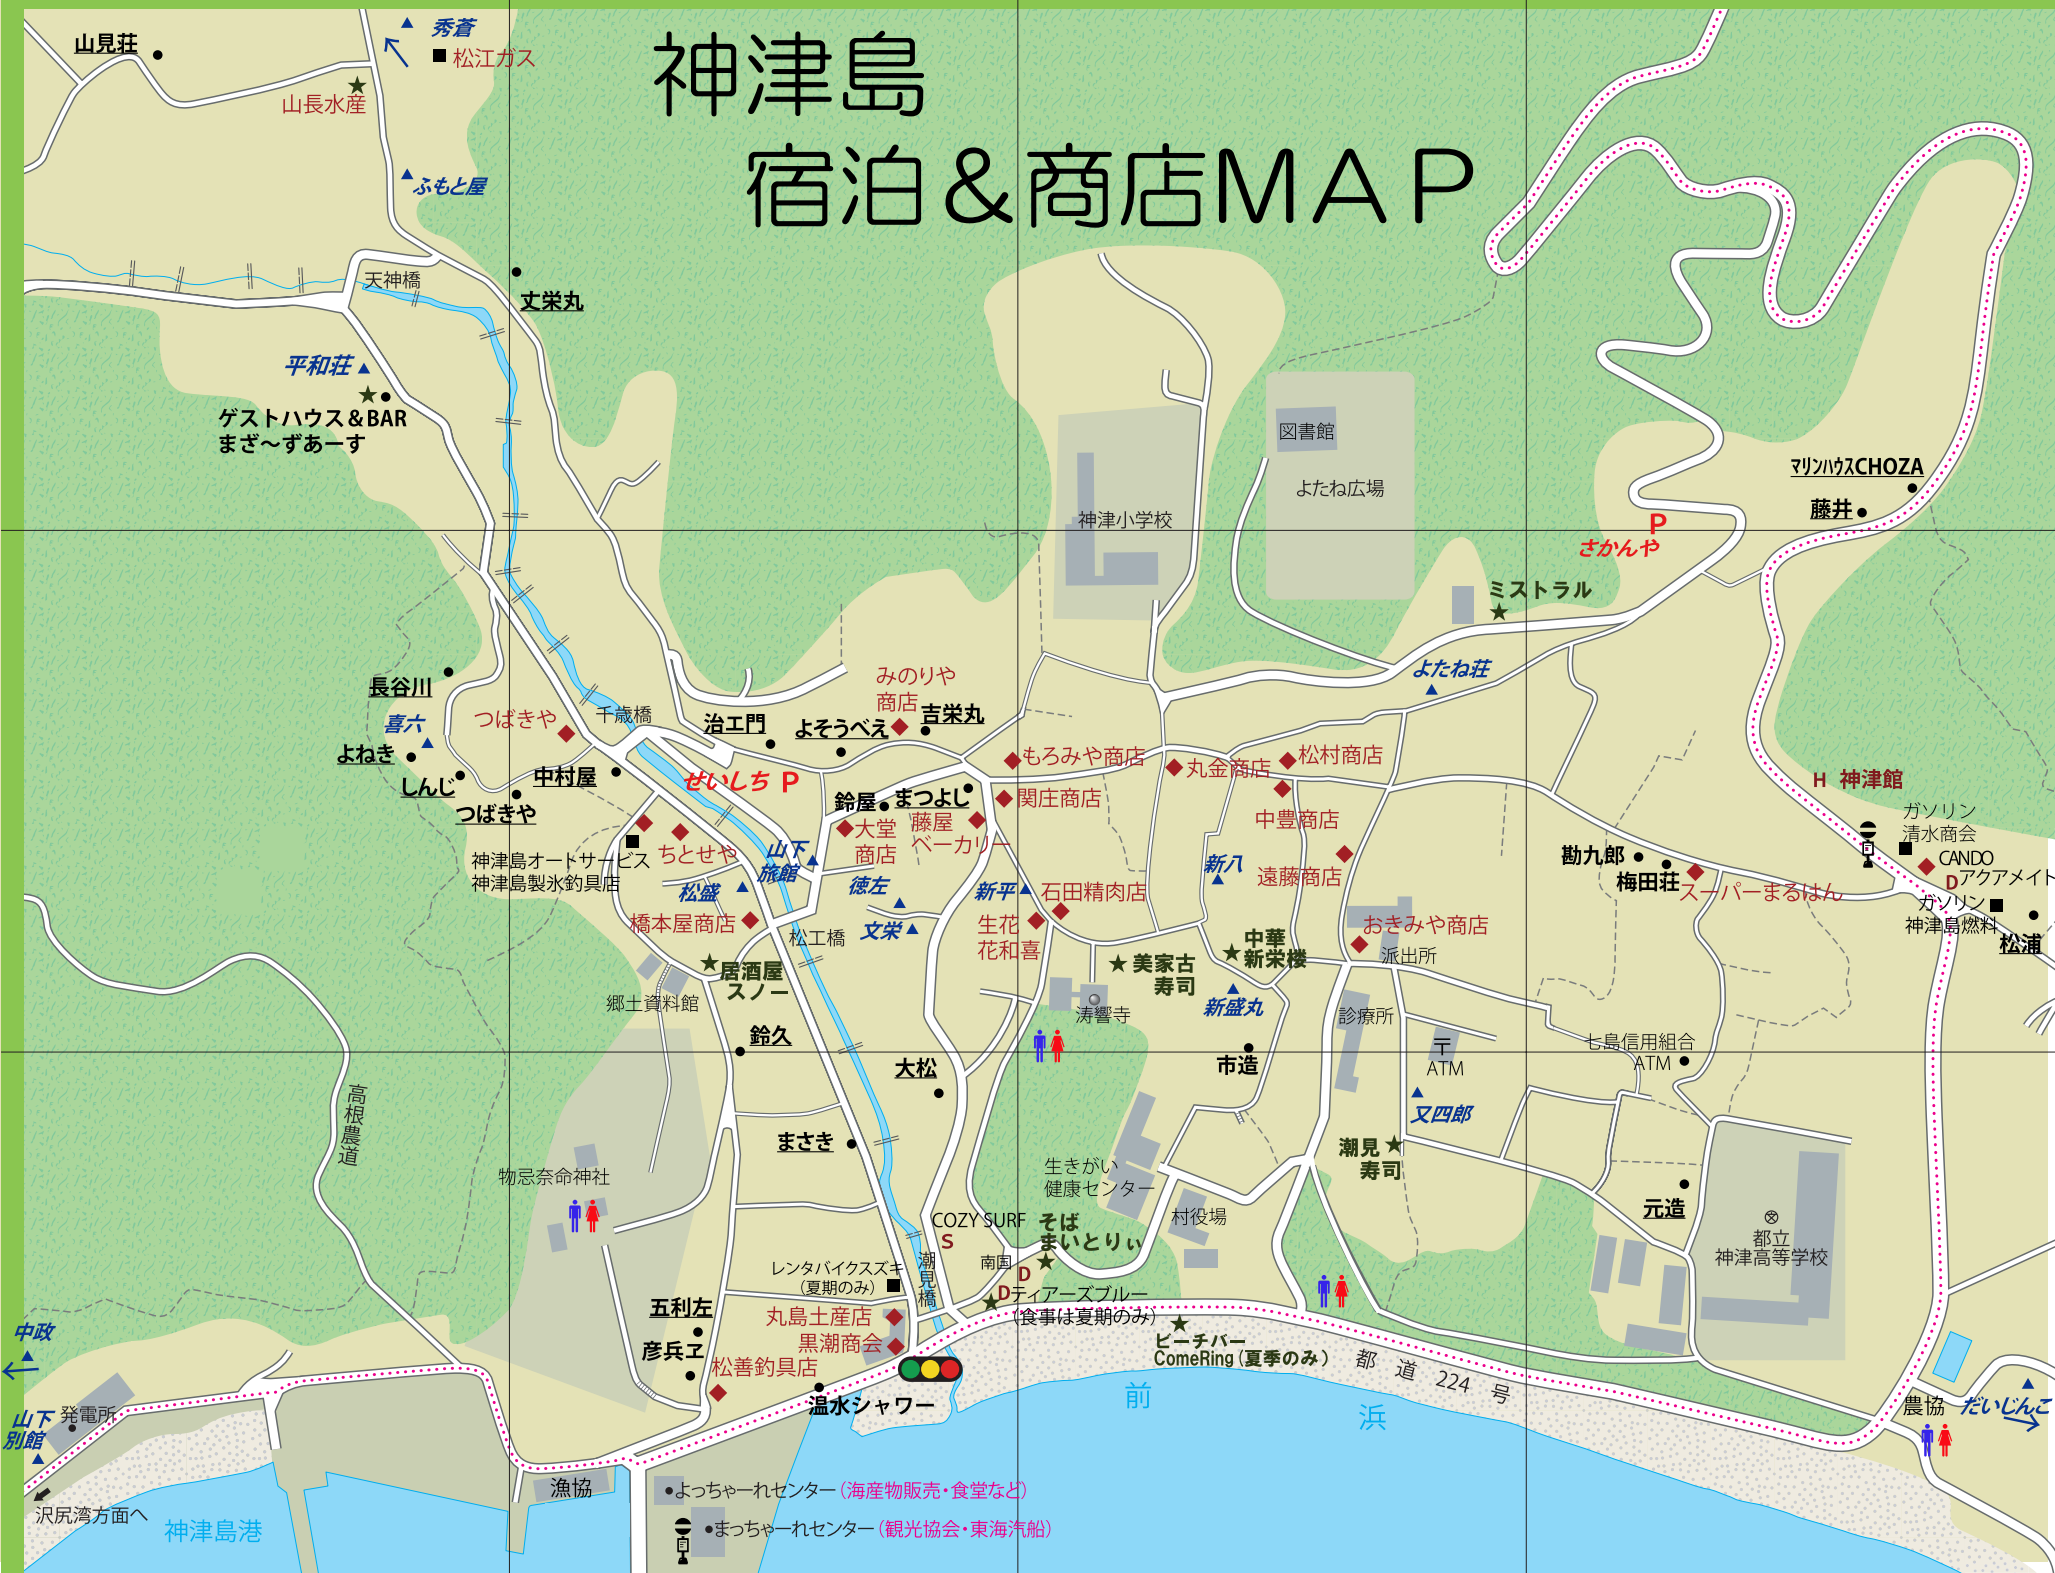 神津島
宿泊＆商店MAP
山見荘
秀蒼
松江ガス
山長水産
ふもと屋
天神橋
丈栄丸
平和荘
ゲストハウス＆BAR
まざ～ずあーす
図書館
よたね広場
神津小学校
マリンハウスCHOZA
藤井
P
さかんや
ミストラル
よたね荘
長谷川
喜六
よねき
しんじ
つばきや
つばきや
千歳橋
中村屋
治工門
よそうべえ
みのりや
商店
吉栄丸
せいしち P
もろみや商店
関庄商店
丸金商店
松村商店
中豊商店
遠藤商店
H 神津館
ガソリン
清水商会
CANDO
D アクアメイト
ガソリン
神津島燃料
松浦
勘九郎
梅田荘
スーパーまるはん
鈴屋
まつよし
大堂
商店
藤屋
ベーカリー
神津島オートサービス
神津島製氷釣具店
ちとせや
山下
旅館
松盛
徳左
文栄
新平
石田精肉店
生花
花和喜
新八
橋本屋商店
松工橋
居酒屋
スノー
郷土資料館
美家古
寿司
中華
新栄楼
新盛丸
おきみや商店
派出所
涛響寺
診療所
鈴久
大松
市造
〒
ATM
七島信用組合
ATM
又四郎
高根農道
まさき
潮見
寿司
物忌奈命神社
生きがい
健康センター
村役場
元造
都立
神津高等学校
COZY SURF
S
そば
まいとりぃ
南国
D
潮見橋
レンタバイクスズキ
（夏期のみ）
D ティアーズブルー
（食事は夏期のみ）
五利左
丸島土産店
黒潮商会
彦兵ヱ
松善釣具店
温水シャワー
ビーチバー
ComeRing（夏季のみ）
都道224号
中政
山下
別館
発電所
沢尻湾方面へ
神津島港
漁協
前浜
農協
だいじんこ
よっちゃーれセンター（海産物販売・食堂など）
まっちゃーれセンター（観光協会・東海汽船）